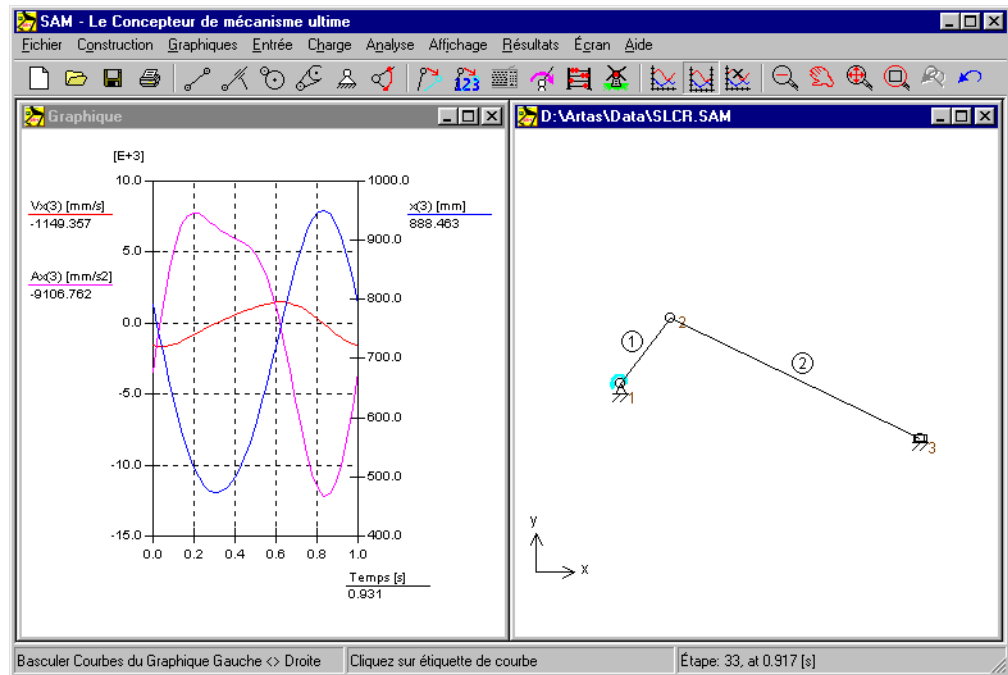 SAM - Le Concepteur de mécanisme ultime
Fichier Construction Graphiques Entrée Charge Analyse Affichage Résultats Écran Aide
123
Graphique
[E+3]
10.0
5.0
0.0
-5.0
-10.0
-15.0
Vx(3) [mm/s]
-1149.357
Ax(3) [mm/s2]
-9106.762
1000.0
900.0
800.0
700.0
600.0
500.0
400.0
x(3) [mm]
888.463
0.0 0.2 0.4 0.6 0.8 1.0
Temps [s]
0.931
D:\Artas\Data\SLCR.SAM
1
2
2
1
3
y
x
Basculer Courbes du Graphique Gauche <> Droite
Cliquez sur étiquette de courbe
Étape: 33, at 0.917 [s]